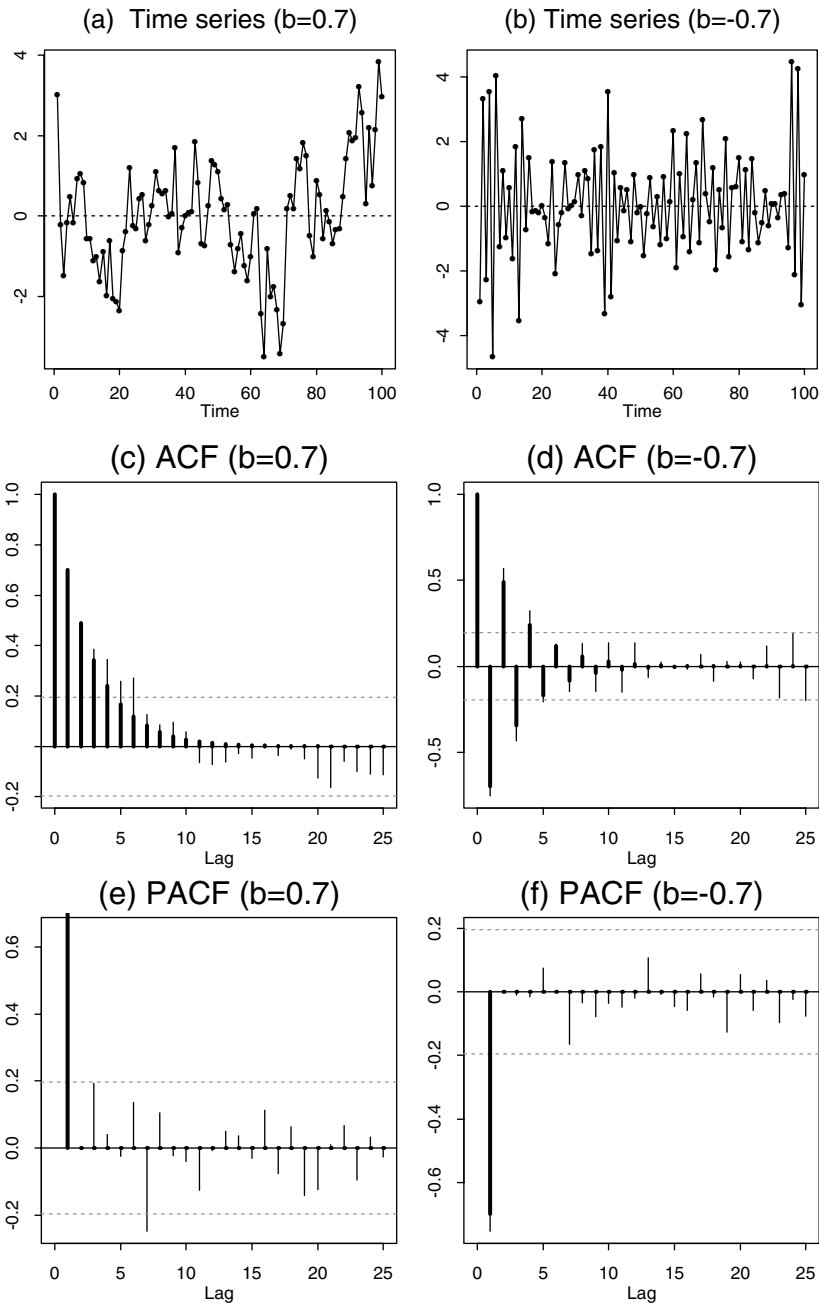 (a) Time series (b=0.7)
4
2
0
-2
0 20 40 60 80 100
Time
(b) Time series (b=-0.7)
4
2
0
-2
-4
0 20 40 60 80 100
Time
(c) ACF (b=0.7)
1.0
0.8
0.6
0.4
0.2
-0.2
0 5 10 15 20 25
Lag
(d) ACF (b=-0.7)
1.0
0.5
0.0
-0.5
0 5 10 15 20 25
Lag
(e) PACF (b=0.7)
0.6
0.4
0.2
0.0
-0.2
0 5 10 15 20 25
Lag
(f) PACF (b=-0.7)
0.2
0.0
-0.2
-0.4
-0.6
0 5 10 15 20 25
Lag